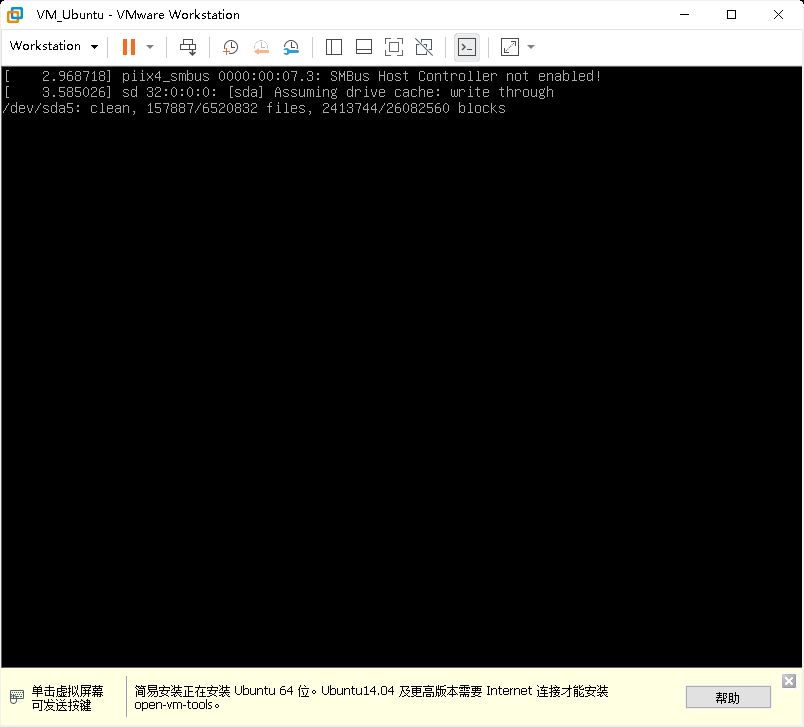 VM_Ubuntu - VMware Workstation
Workstation
[    2.968718] piix4_smbus 0000:00:07.3: SMBus Host Controller not enabled!
[    3.585026] sd 32:0:0:0: [sda] Assuming drive cache: write through
/dev/sda5: clean, 157887/6520832 files, 2413744/26082560 blocks
单击虚拟屏幕
可发送按键
简易安装正在安装 Ubuntu 64 位。Ubuntu14.04 及更高版本需要 Internet 连接才能安装
open-vm-tools。
帮助